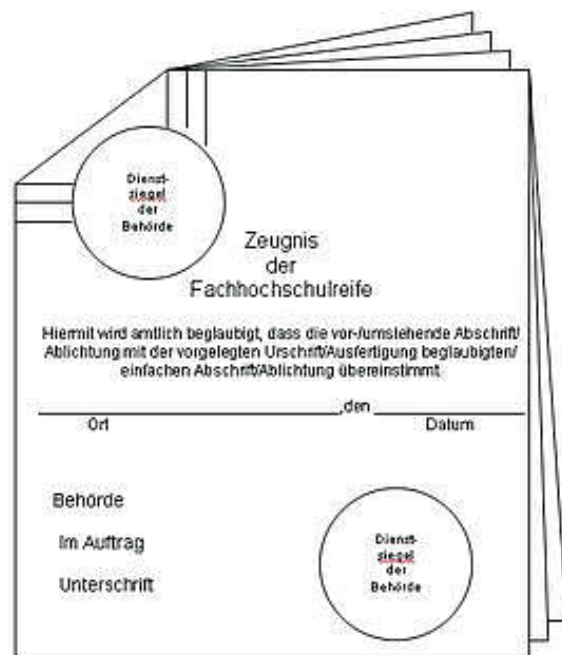 Dienst-
siegel
der
Behörde
Zeugnis
der
Fachhochschulreife
Hiermit wird amtlich beglaubigt, dass die vor-/umstehende Abschrift/
Ablichtung mit der vorgelegten Urschrift/Ausfertigung beglaubigten/
einfachen Abschrift/Ablichtung übereinstimmt.
,den
Ort Datum
Behörde
Im Auftrag
Unterschrift
Dienst-
siegel
der
Behörde